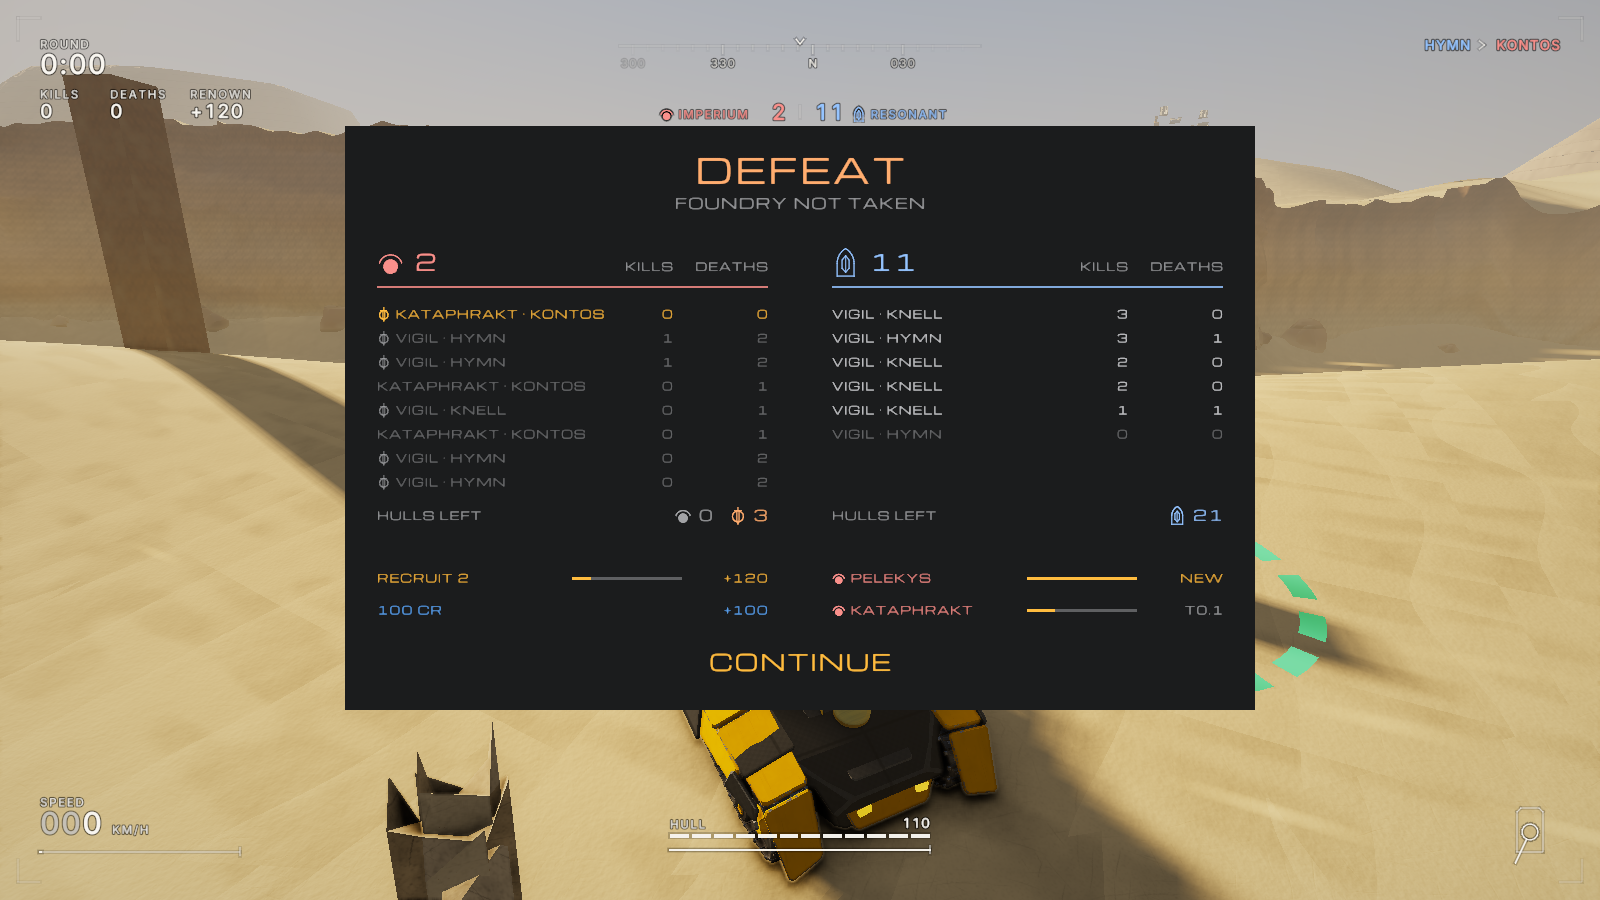 ROUND
0:00
KILLS DEATHS RENOWN
0 0 +120
300 330 N 030
HYMN > KONTOS
IMPERIUM 2 11 RESONANT
DEFEAT
FOUNDRY NOT TAKEN
2 KILLS DEATHS
KATAPHRAKT · KONTOS 0 0
VIGIL · HYMN 1 2
VIGIL · HYMN 1 2
KATAPHRAKT · KONTOS 0 1
VIGIL · KNELL 0 1
KATAPHRAKT · KONTOS 0 1
VIGIL · HYMN 0 2
VIGIL · HYMN 0 2
HULLS LEFT 0 3
11 KILLS DEATHS
VIGIL · KNELL 3 0
VIGIL · HYMN 3 1
VIGIL · KNELL 2 0
VIGIL · KNELL 2 0
VIGIL · KNELL 1 1
VIGIL · HYMN 0 0
HULLS LEFT 21
RECRUIT 2 +120
100 CR +100
PELEKYS NEW
KATAPHRAKT T0.1
CONTINUE
SPEED
000 KM/H
HULL 110